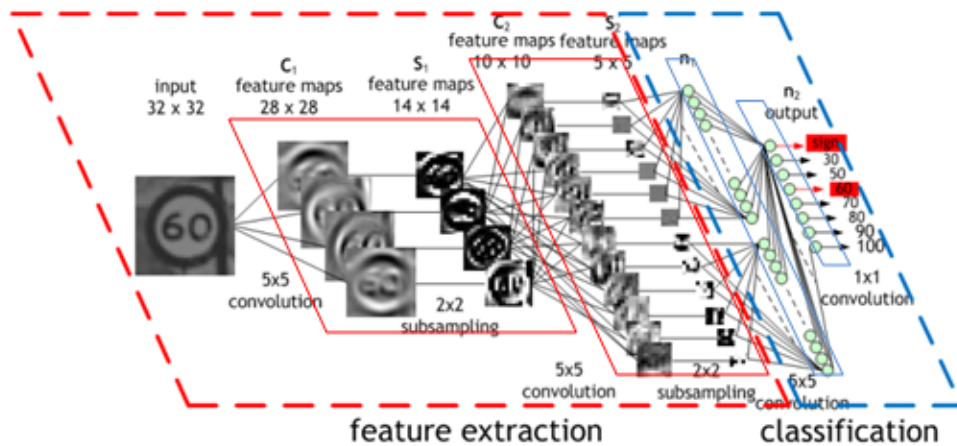 C₂
feature maps
10 x 10
S₂
feature maps
5 x 5
n₁
C₁
feature maps
28 x 28
S₁
feature maps
14 x 14
input
32 x 32
n₂
output
60
sign
30
50
60
70
80
90
100
1x1
convolution
5x5
convolution
2x2
subsampling
5x5
convolution
2x2
subsampling
5x5
convolution
feature extraction
classification